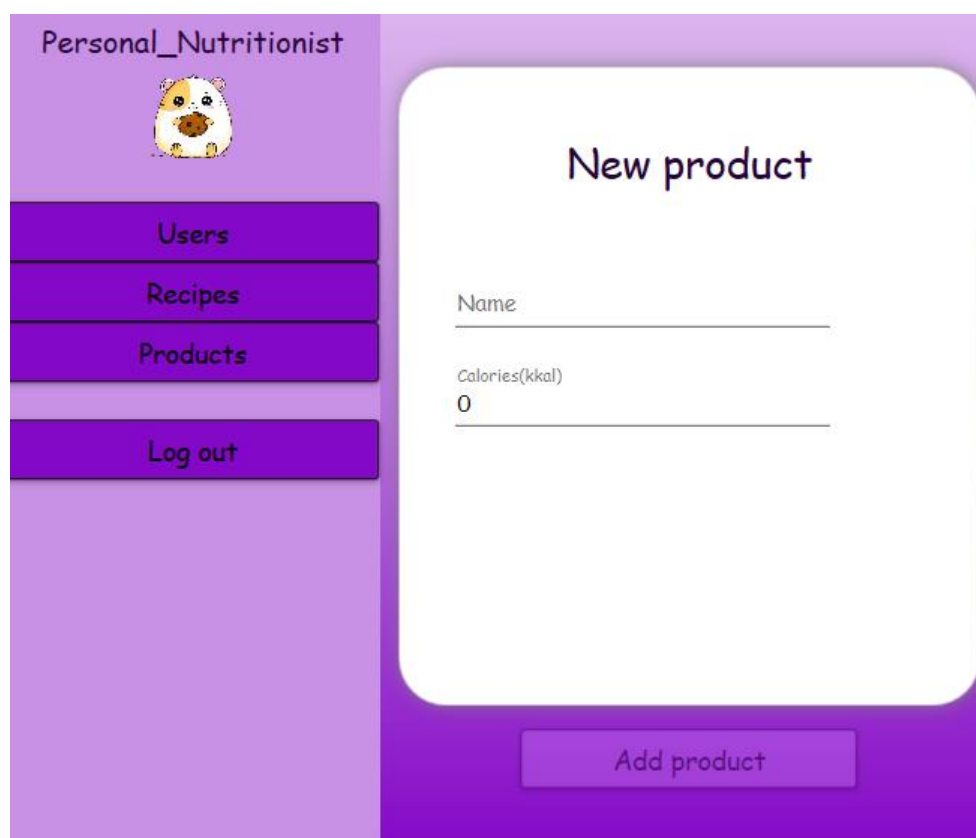 Personal_Nutritionist
Users
Recipes
Products
Log out
New product
Name
Calories(kkal)
0
Add product